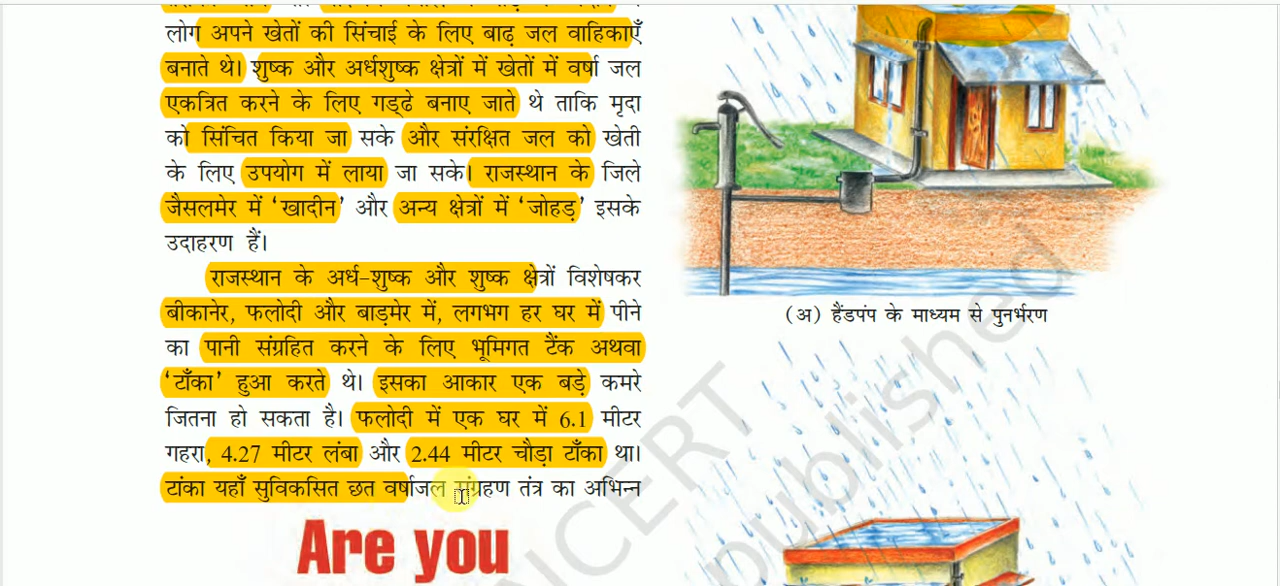 लोग अपने खेतों की सिंचाई के लिए बाढ़ जल वाहिकाएँ
बनाते थे। शुष्क और अर्धशुष्क क्षेत्रों में खेतों में वर्षा जल
एकत्रित करने के लिए गड्ढे बनाए जाते थे ताकि मृदा
को सिंचित किया जा सके और संरक्षित जल को खेती
के लिए उपयोग में लाया जा सके। राजस्थान के जिले
जैसलमेर में ‘खादीन’ और अन्य क्षेत्रों में ‘जोहड़’ इसके
उदाहरण हैं।
राजस्थान के अर्ध-शुष्क और शुष्क क्षेत्रों विशेषकर
बीकानेर, फलोदी और बाड़मेर में, लगभग हर घर में पीने
का पानी संग्रहित करने के लिए भूमिगत टैंक अथवा
‘टाँका’ हुआ करते थे। इसका आकार एक बड़े कमरे
जितना हो सकता है। फलोदी में एक घर में 6.1 मीटर
गहरा, 4.27 मीटर लंबा और 2.44 मीटर चौड़ा टाँका था।
टांका यहाँ सुविकसित छत वर्षाजल संग्रहण तंत्र का अभिन्न
Are you
(अ) हैंडपंप के माध्यम से पुनर्भरण
NCERT
published